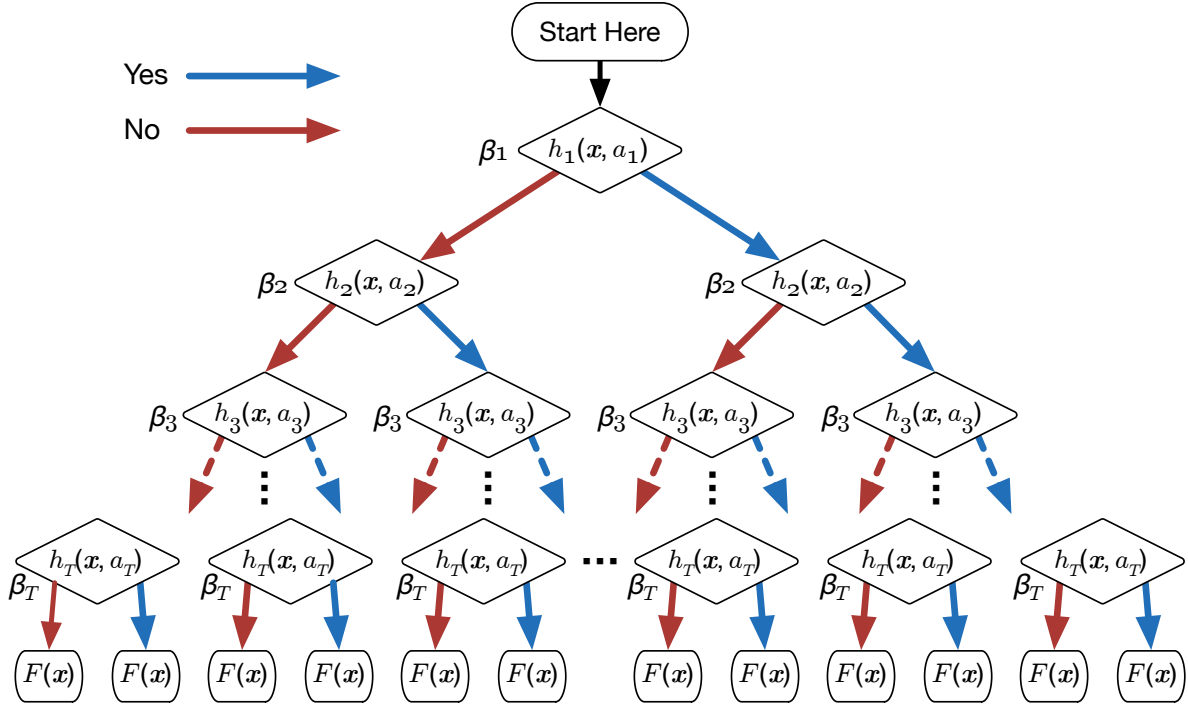 Start Here
Yes
No
β1 h1(x, a1)
β2 h2(x, a2) β2 h2(x, a2)
β3 h3(x, a3) β3 h3(x, a3) β3 h3(x, a3) β3 h3(x, a3)
hT(x, aT) hT(x, aT) hT(x, aT) ... hT(x, aT) hT(x, aT) hT(x, aT)
βT βT βT βT βT βT
F(x) F(x) F(x) F(x) F(x) F(x) F(x) F(x) F(x) F(x) F(x) F(x)